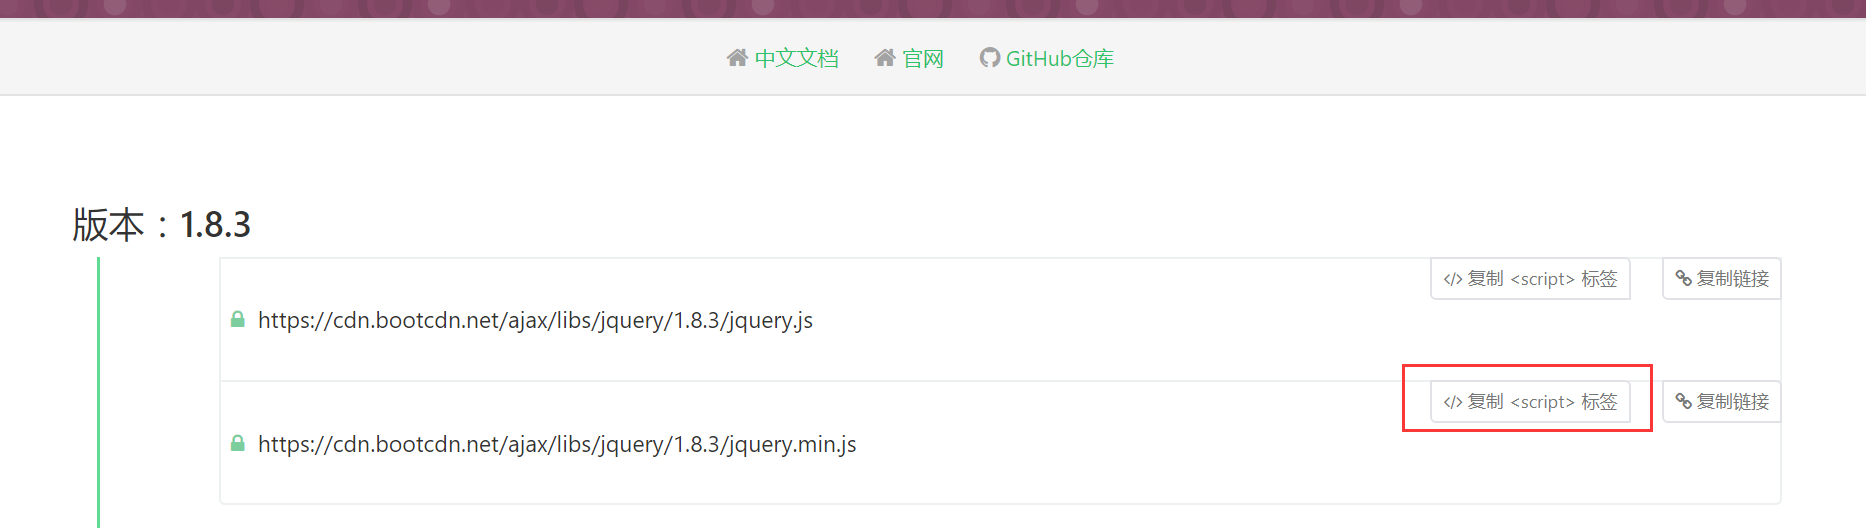 中文文档 官网 GitHub仓库
版本：1.8.3
</> 复制 <script> 标签 复制链接
https://cdn.bootcdn.net/ajax/libs/jquery/1.8.3/jquery.js
</> 复制 <script> 标签 复制链接
https://cdn.bootcdn.net/ajax/libs/jquery/1.8.3/jquery.min.js